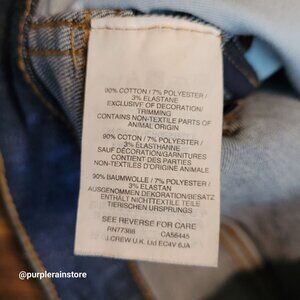 90% COTTON / 7% POLYESTER /
3% ELASTANE
EXCLUSIVE OF DECORATION/
TRIMMING
CONTAINS NON-TEXTILE PARTS OF
ANIMAL ORIGIN
90% COTON / 7% POLYESTER /
3% ELASTHANNE
SAUF DÉCORATION/GARNITURES
CONTIENT DES PARTIES
NON-TEXTILES D'ORIGINE ANIMALE
90% BAUMWOLLE / 7% POLYESTER /
3% ELASTAN
AUSGENOMMEN DEKORATION/BESATZ
ENTHÄLT NICHTTEXTILE TEILE
TIERISCHEN URSPRUNGS
SEE REVERSE FOR CARE
RN77388 CA56445
J.CREW U.K. Ltd EC4V 6JA
@purplerainstore